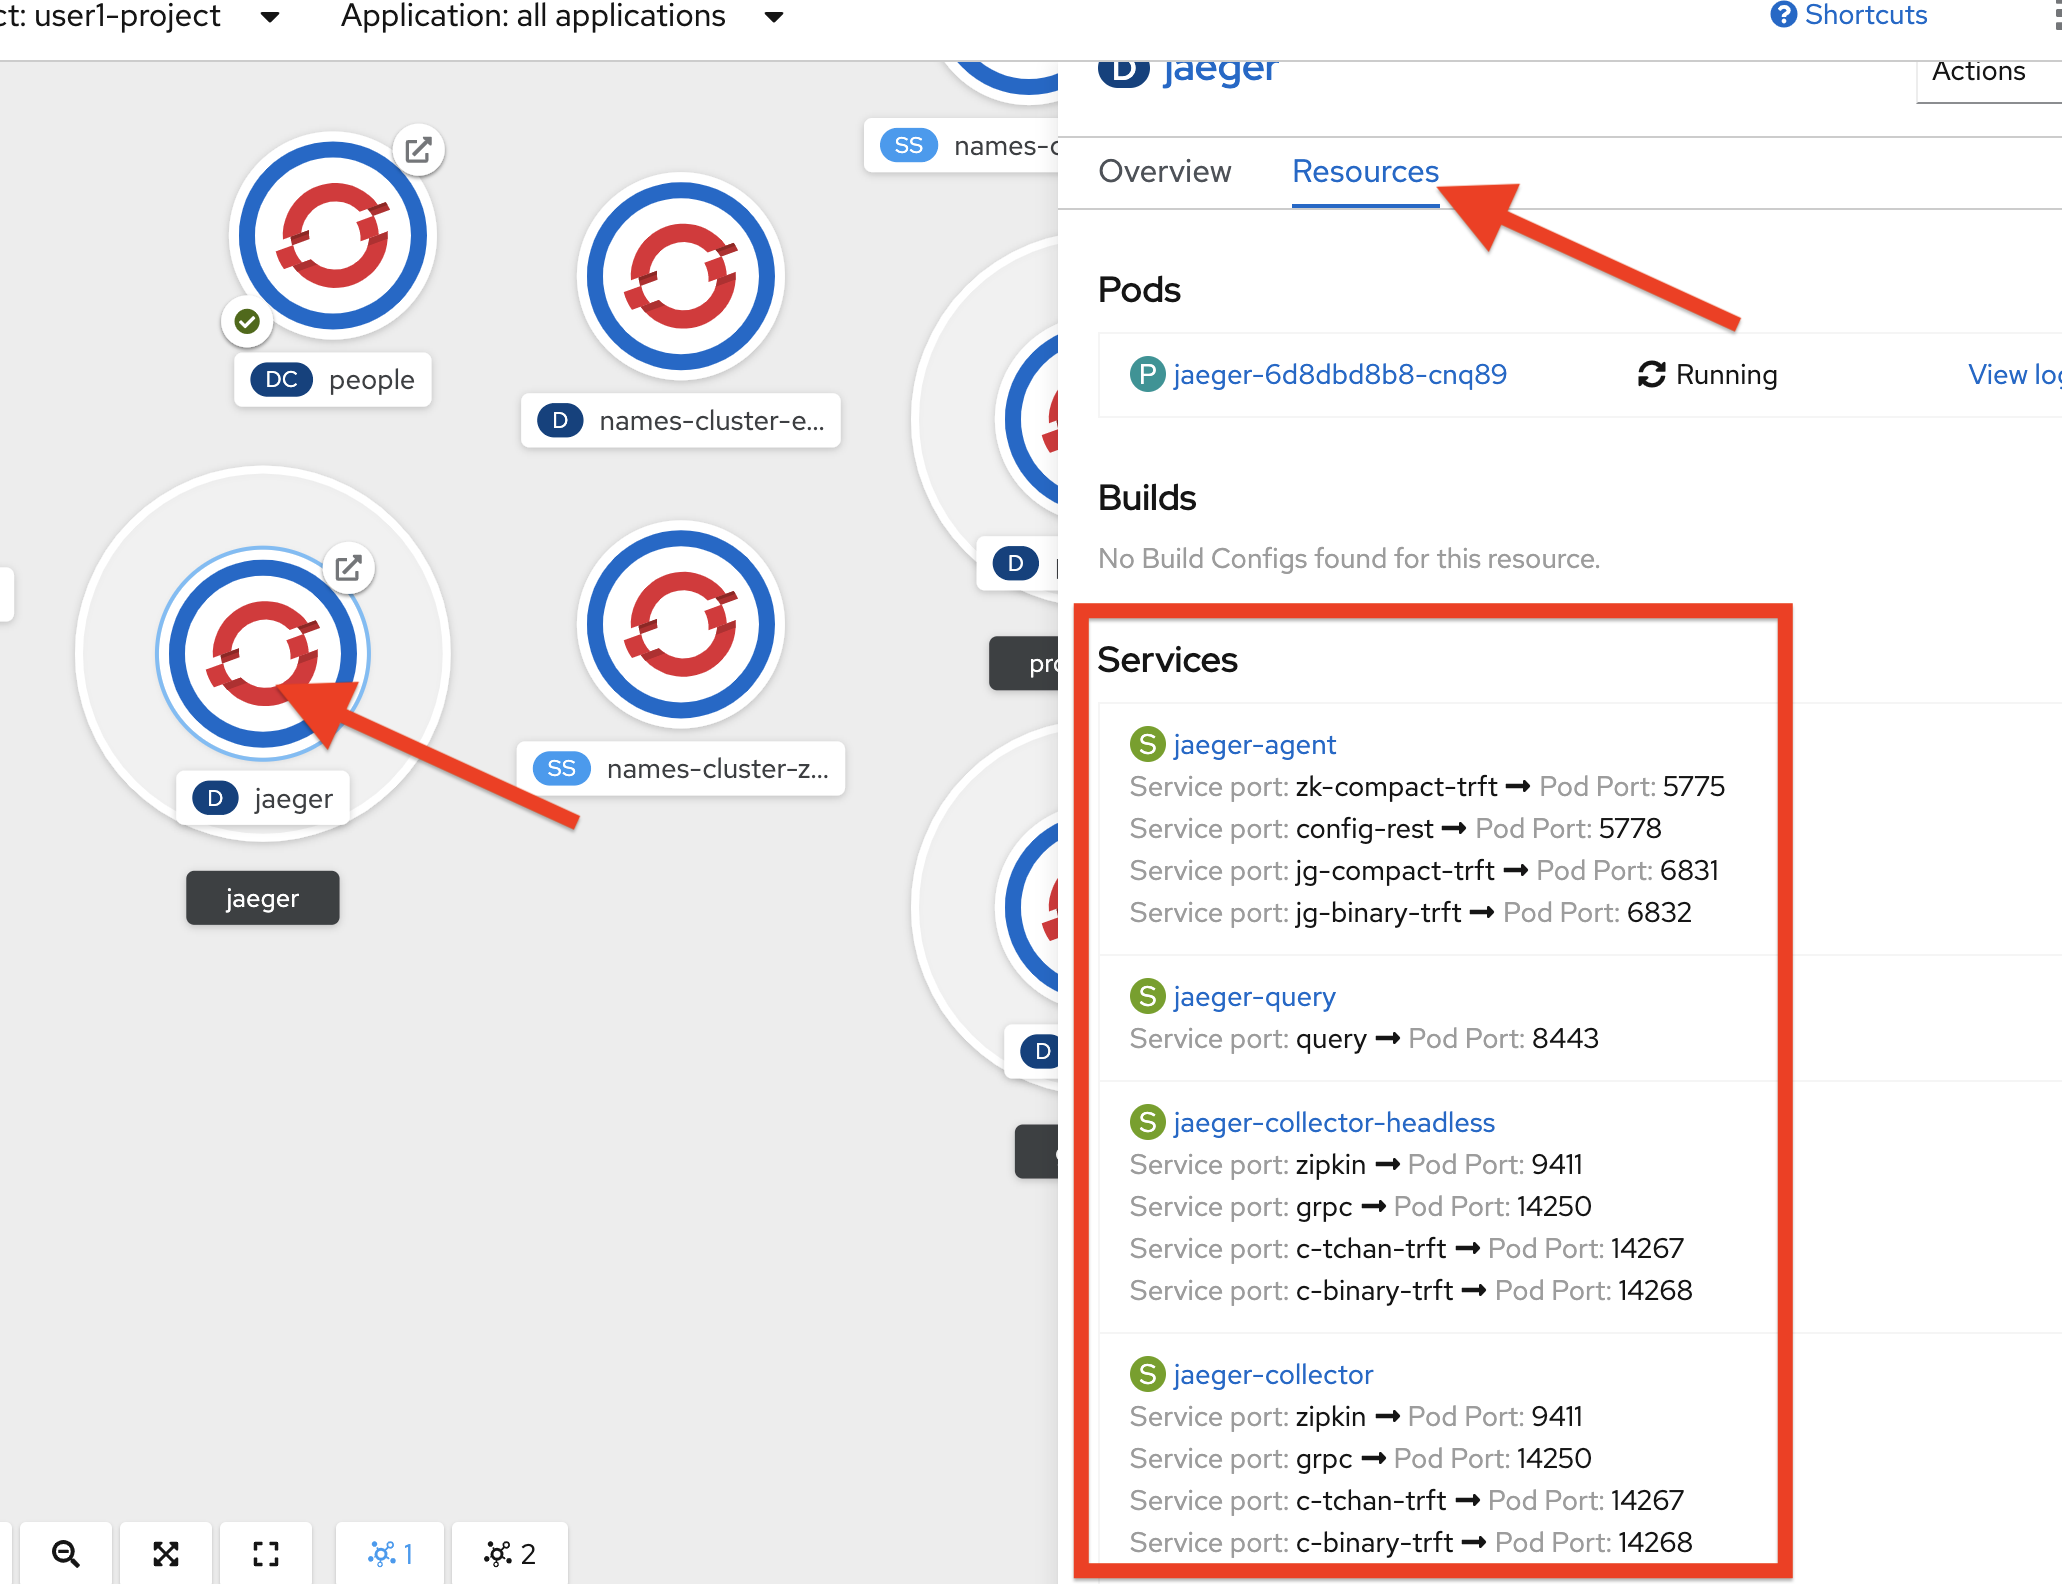 ct: user1-project
Application: all applications
Shortcuts
D jaeger
Actions
SS names-c
Overview
Resources
DC people
D names-cluster-e...
Pods
P jaeger-6d8dbd8b8-cnq89
Running
View log
Builds
No Build Configs found for this resource.
D
D jaeger
jaeger
SS names-cluster-z...
pro
D
Services
S jaeger-agent
Service port: zk-compact-trft → Pod Port: 5775
Service port: config-rest → Pod Port: 5778
Service port: jg-compact-trft → Pod Port: 6831
Service port: jg-binary-trft → Pod Port: 6832
S jaeger-query
Service port: query → Pod Port: 8443
S jaeger-collector-headless
Service port: zipkin → Pod Port: 9411
Service port: grpc → Pod Port: 14250
Service port: c-tchan-trft → Pod Port: 14267
Service port: c-binary-trft → Pod Port: 14268
S jaeger-collector
Service port: zipkin → Pod Port: 9411
Service port: grpc → Pod Port: 14250
Service port: c-tchan-trft → Pod Port: 14267
Service port: c-binary-trft → Pod Port: 14268
1
2